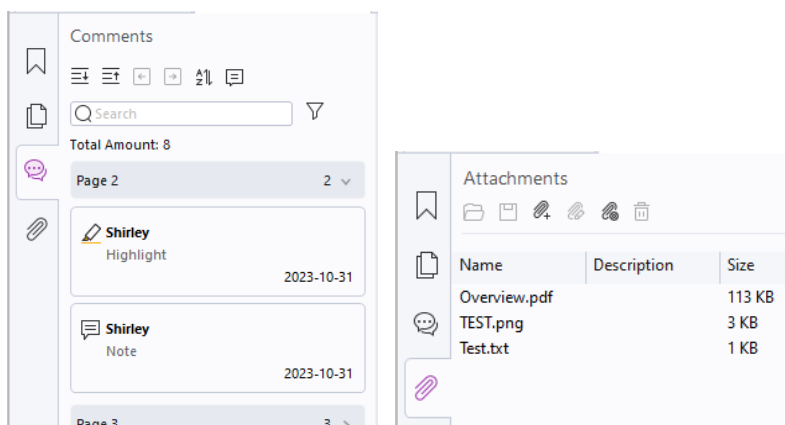 Comments
Search
Total Amount: 8
Page 2 2
Shirley
Highlight
2023-10-31
Shirley
Note
2023-10-31
Page 3 3
Attachments
Name Description Size
Overview.pdf 113 KB
TEST.png 3 KB
Test.txt 1 KB